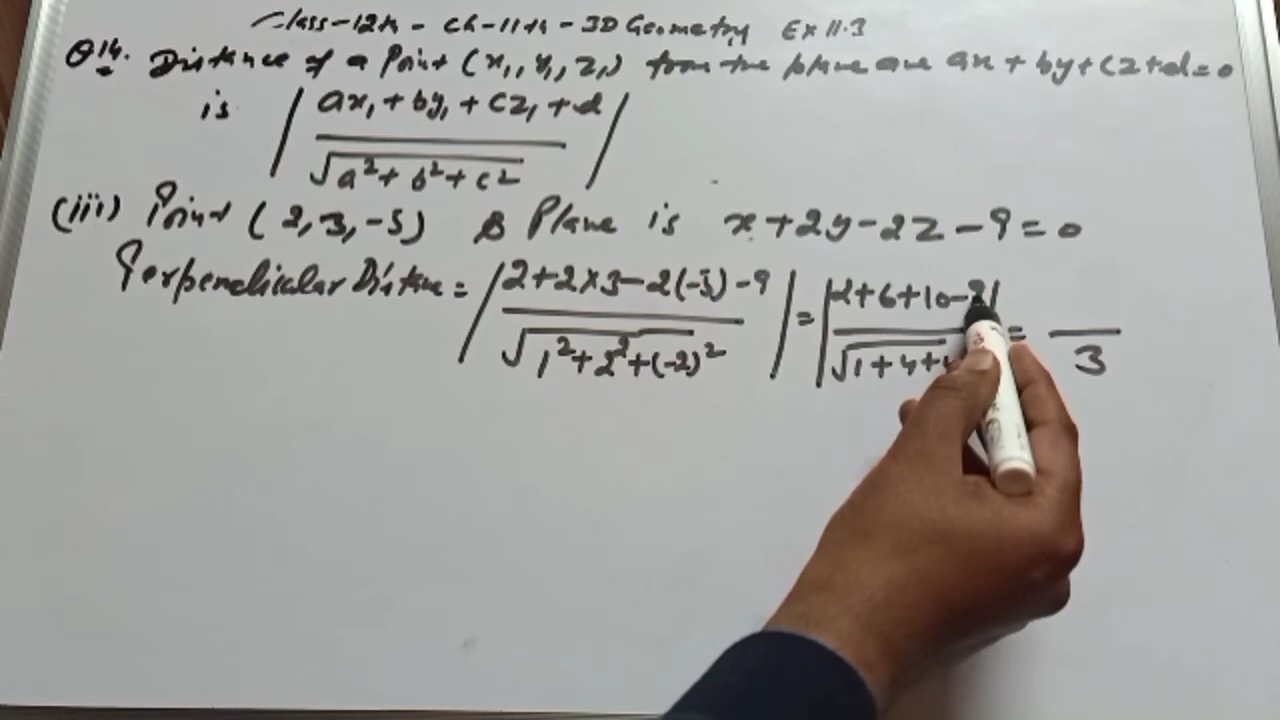 Class-12th - Ch-11th - 3D Geometry Ex 11.3
Q14. Distance of a Point (x₁, y₁, z₁) from the plane are ax + by + cz + d = 0
is | ax₁ + by₁ + cz₁ + d / √a² + b² + c² |
(iii) Point (2, 3, -5) & Plane is x + 2y - 2z - 9 = 0
Perpendicular Distance = | 2 + 2×3 - 2(-5) - 9 / √1² + 2² + (-2)² | = | 2 + 6 + 10 - 9 / √1 + 4 + | = / 3